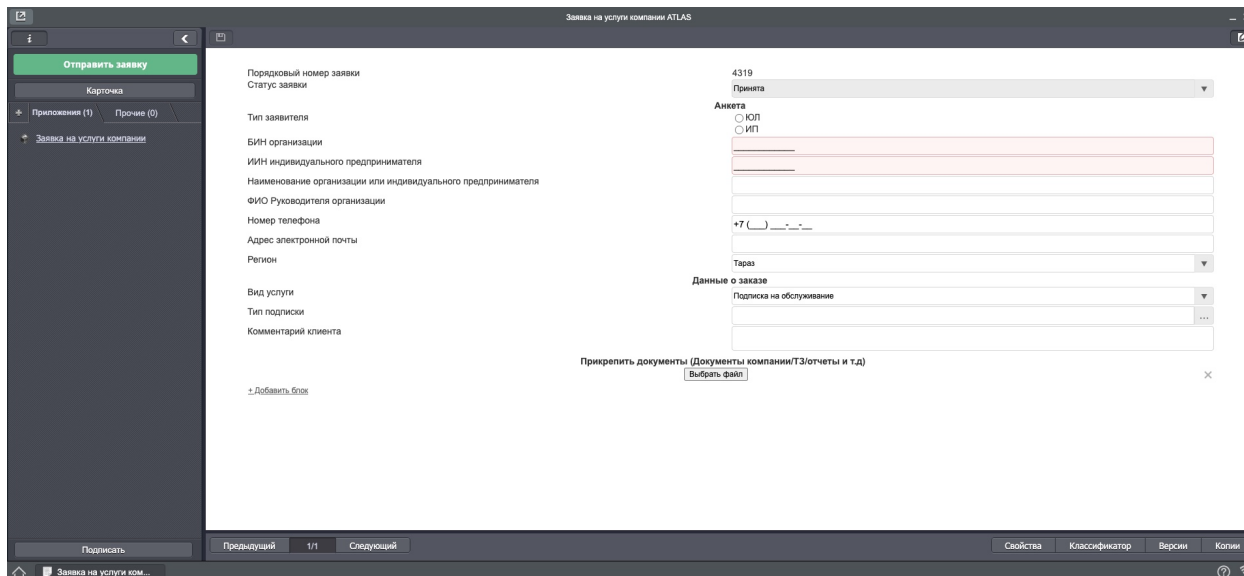 Заявка на услуги компании ATLAS
Отправить заявку
Карточка
Приложения (1) Прочие (0)
Заявка на услуги компании
Порядковый номер заявки 4319
Статус заявки Принята
Анкета
Тип заявителя ЮЛ
ИП
БИН организации ____________
ИИН индивидуального предпринимателя ____________
Наименование организации или индивидуального предпринимателя
ФИО Руководителя организации
Номер телефона +7 (___) ___-__-__
Адрес электронной почты
Регион Тараз
Данные о заказе
Вид услуги Подписка на обслуживание
Тип подписки ...
Комментарий клиента
Прикрепить документы (Документы компании/ТЗ/отчеты и т.д)
Выбрать файл
+ Добавить блок
Подписать
Предыдущий 1/1 Следующий Свойства Классификатор Версии Копии
Заявка на услуги ком...